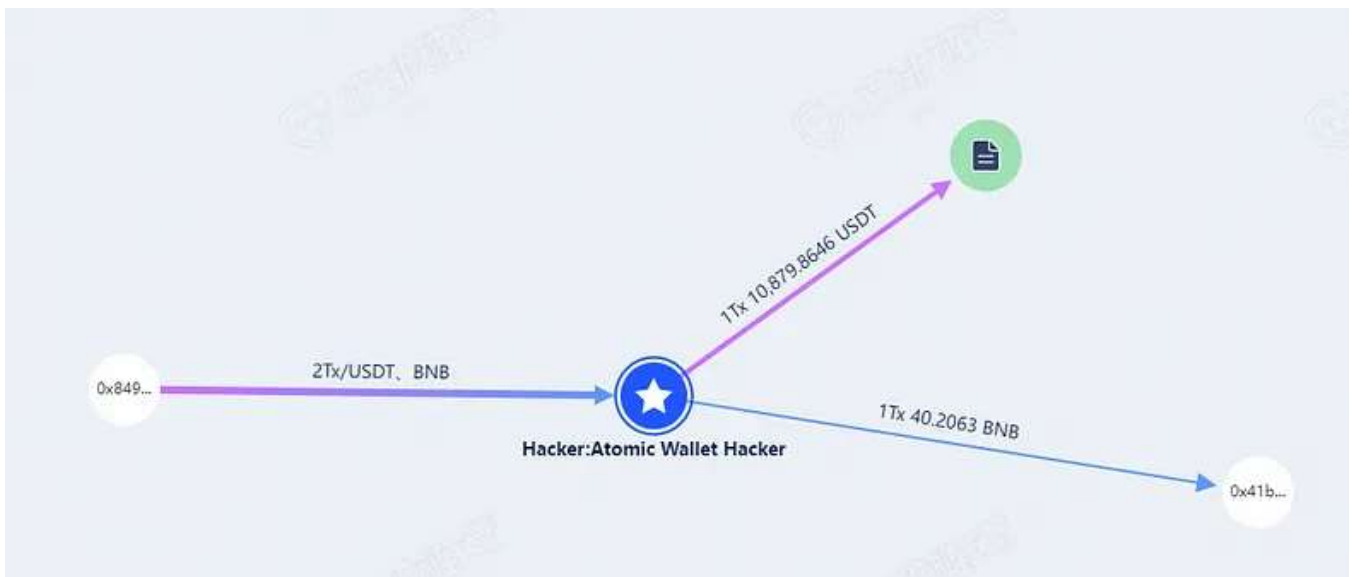 1Tx 10,879.8646 USDT
0x849...
2Tx/USDT、BNB
Hacker:Atomic Wallet Hacker
1Tx 40.2063 BNB
0x41b...